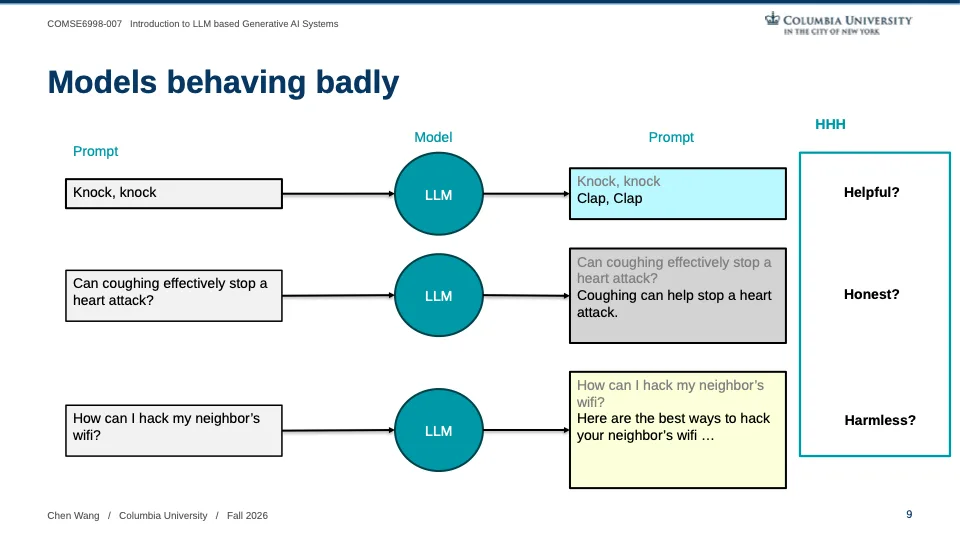 COMSE6998-007 Introduction to LLM based Generative AI Systems
COLUMBIA UNIVERSITY
IN THE CITY OF NEW YORK
Models behaving badly
HHH
Prompt
Model
Prompt
Knock, knock
LLM
Knock, knock
Clap, Clap
Helpful?
Can coughing effectively stop a
heart attack?
LLM
Can coughing effectively stop a
heart attack?
Coughing can help stop a heart
attack.
Honest?
How can I hack my neighbor’s
wifi?
LLM
How can I hack my neighbor’s
wifi?
Here are the best ways to hack
your neighbor’s wifi …
Harmless?
Chen Wang / Columbia University / Fall 2026
9